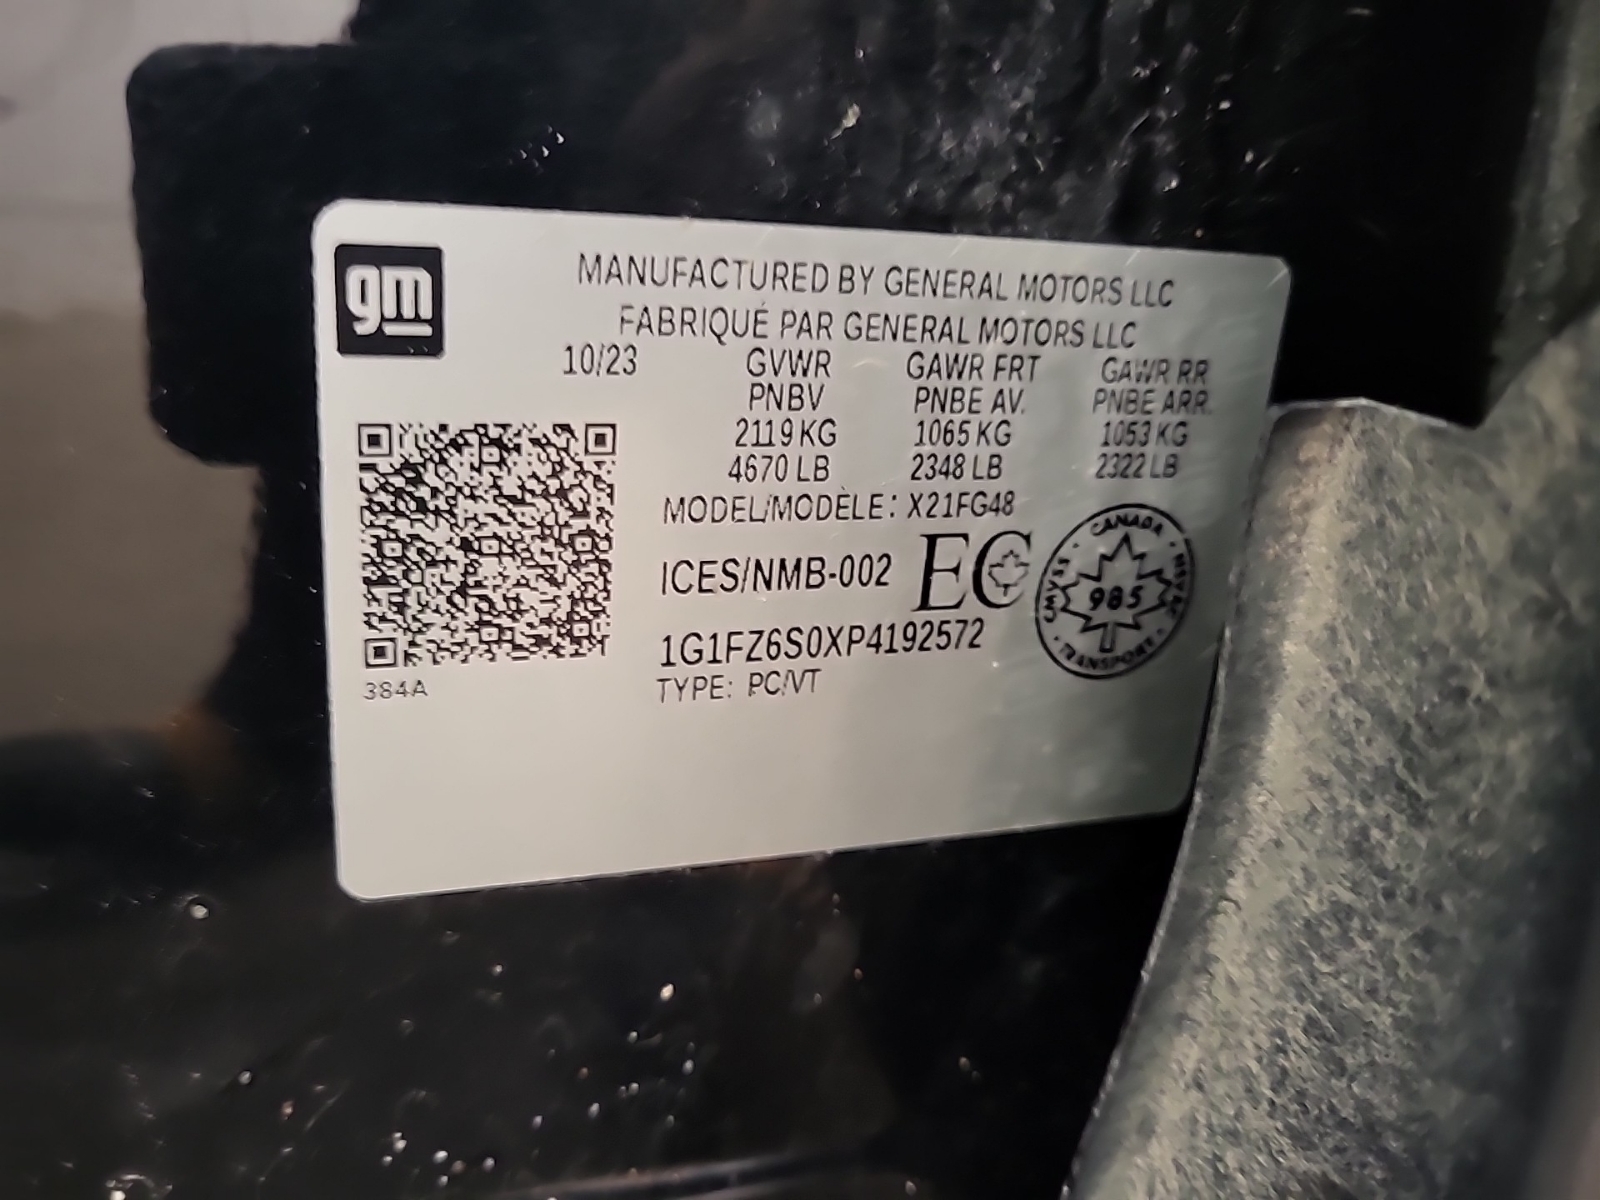 gm
MANUFACTURED BY GENERAL MOTORS LLC
FABRIQUÉ PAR GENERAL MOTORS LLC
10/23 GVWR GAWR FRT GAWR RR
PNBV PNBE AV. PNBE ARR.
2119 KG 1065 KG 1053 KG
4670 LB 2348 LB 2322 LB
MODEL/MODÈLE: X21FG48
ICES/NMB-002 EC
CANADA
CMVSS · NSVAC
985
TRANSPORT
1G1FZ6S0XP4192572
TYPE: PC/VT
384A